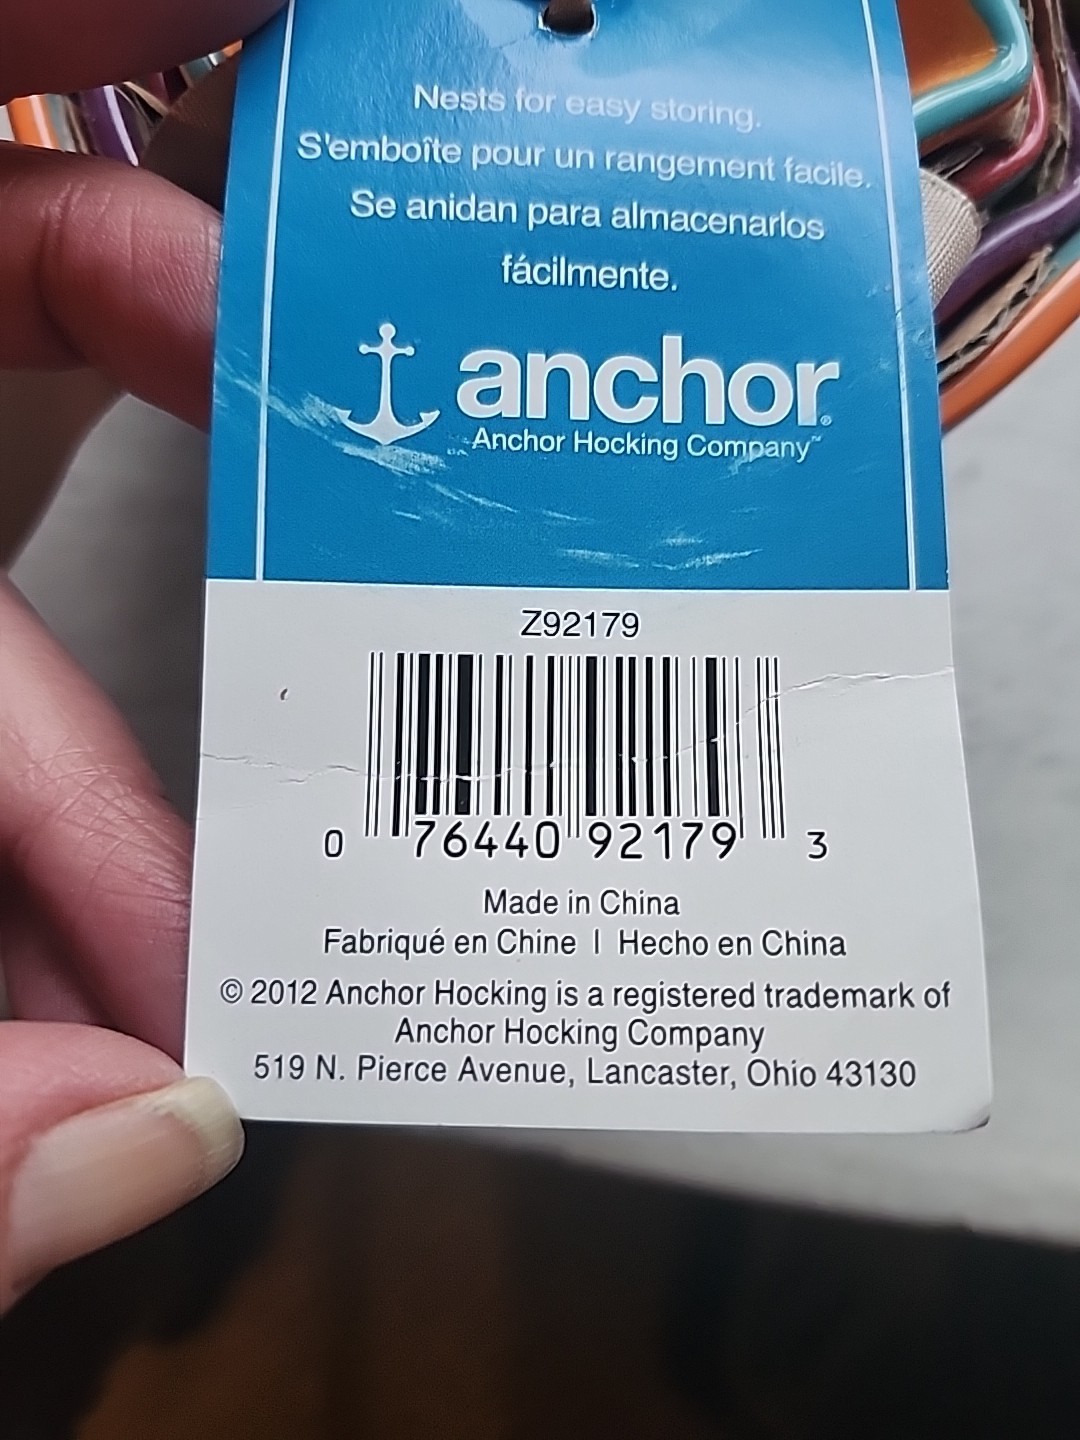 Nests for easy storing.
S'emboîte pour un rangement facile.
Se anidan para almacenarlos
fácilmente.
anchor®
Anchor Hocking Company™
Z92179
0 76440 92179 3
Made in China
Fabriqué en Chine | Hecho en China
© 2012 Anchor Hocking is a registered trademark of
Anchor Hocking Company
519 N. Pierce Avenue, Lancaster, Ohio 43130